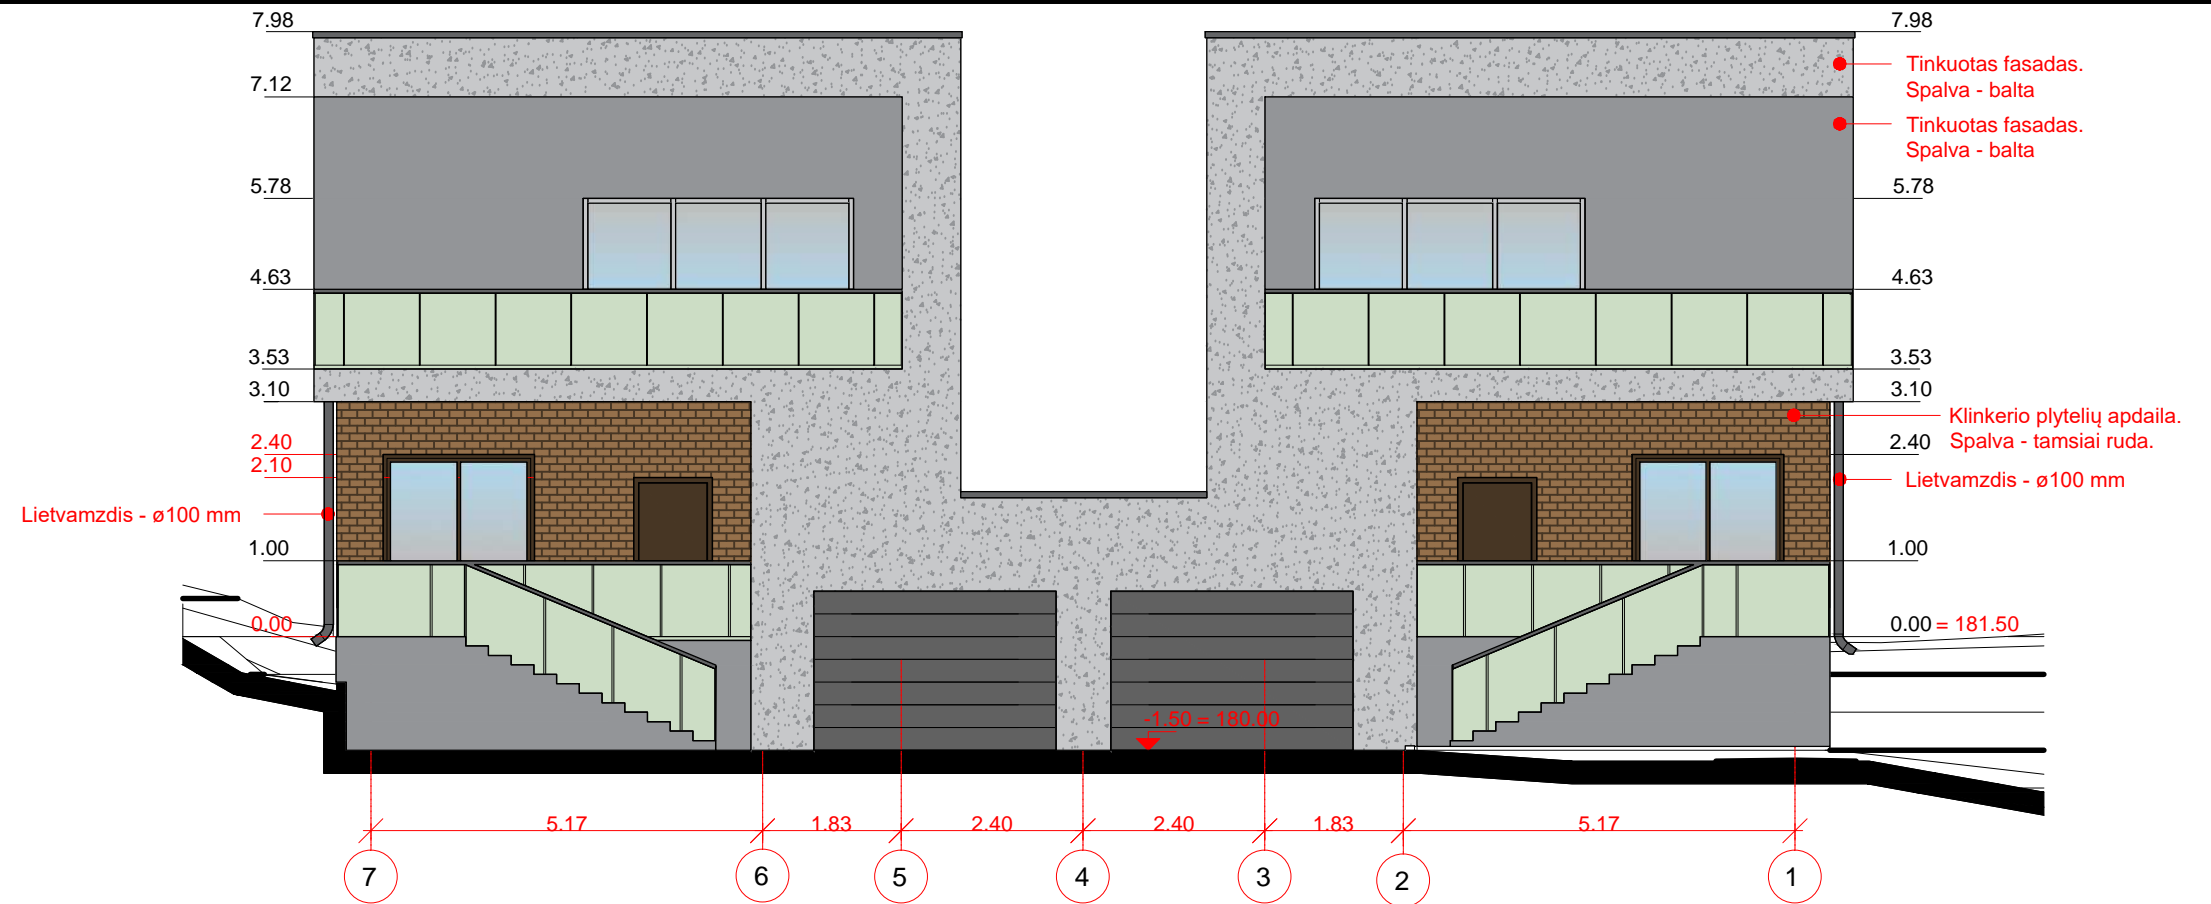 7.98
7.98
Tinkuotas fasadas.
Spalva - balta
7.12
Tinkuotas fasadas.
Spalva - balta
5.78
5.78
4.63
4.63
3.53
3.53
3.10
3.10
Klinkerio plytelių apdaila.
Spalva - tamsiai ruda.
2.40
2.40
2.10
Lietvamzdis - ø100 mm
Lietvamzdis - ø100 mm
1.00
1.00
0.00
0.00 = 181.50
-1.50 = 180.00
5.17 1.83 2.40 2.40 1.83 5.17
7 6 5 4 3 2 1